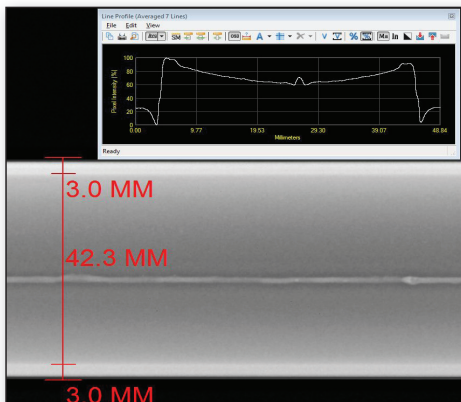 Line Profile (Averaged 7 Lines)
File Edit View
SM
A
V
%
Ma In
Pixel Intensity [%]
100
80
60
40
20
0
0.00 9.77 19.53 29.30 39.07 48.84
Millimeters
Ready
3.0 MM
42.3 MM
3.0 MM